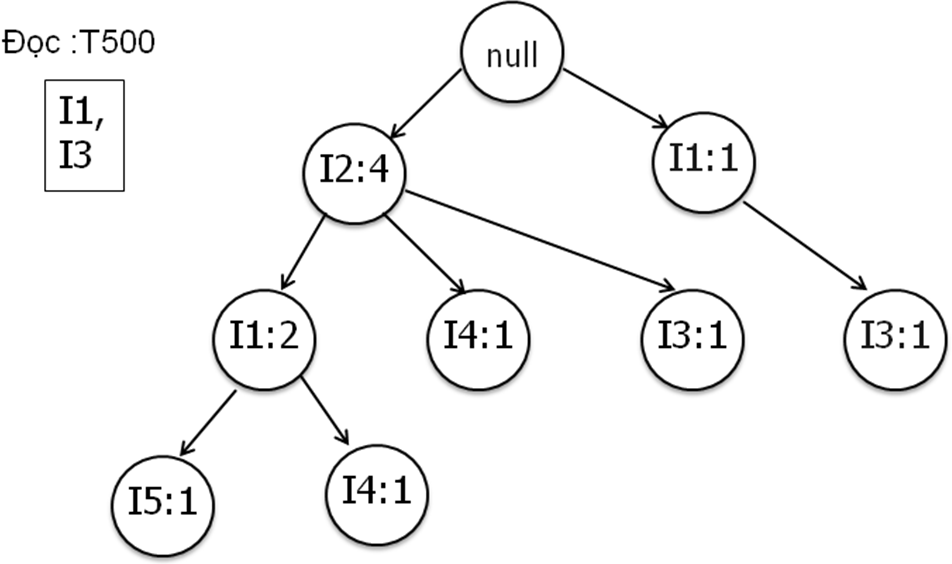 Đọc :T500
I1,
I3
null
I2:4
I1:1
I1:2
I4:1
I3:1
I3:1
I5:1
I4:1